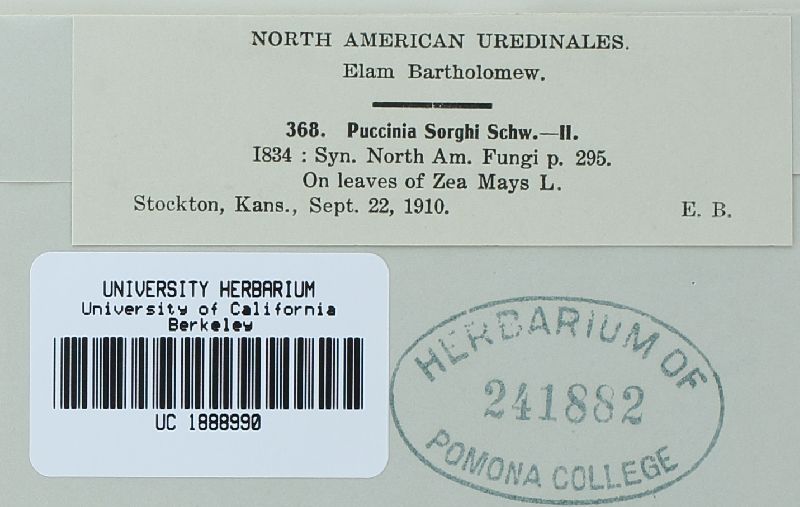 NORTH AMERICAN UREDINALES.
Elam Bartholomew.
368. Puccinia Sorghi Schw.—II.
1834 : Syn. North Am. Fungi p. 295.
On leaves of Zea Mays L.
Stockton, Kans., Sept. 22, 1910. E. B.
UNIVERSITY HERBARIUM
University of California
Berkeley
UC 1888990
HERBARIUM OF
241882
POMONA COLLEGE